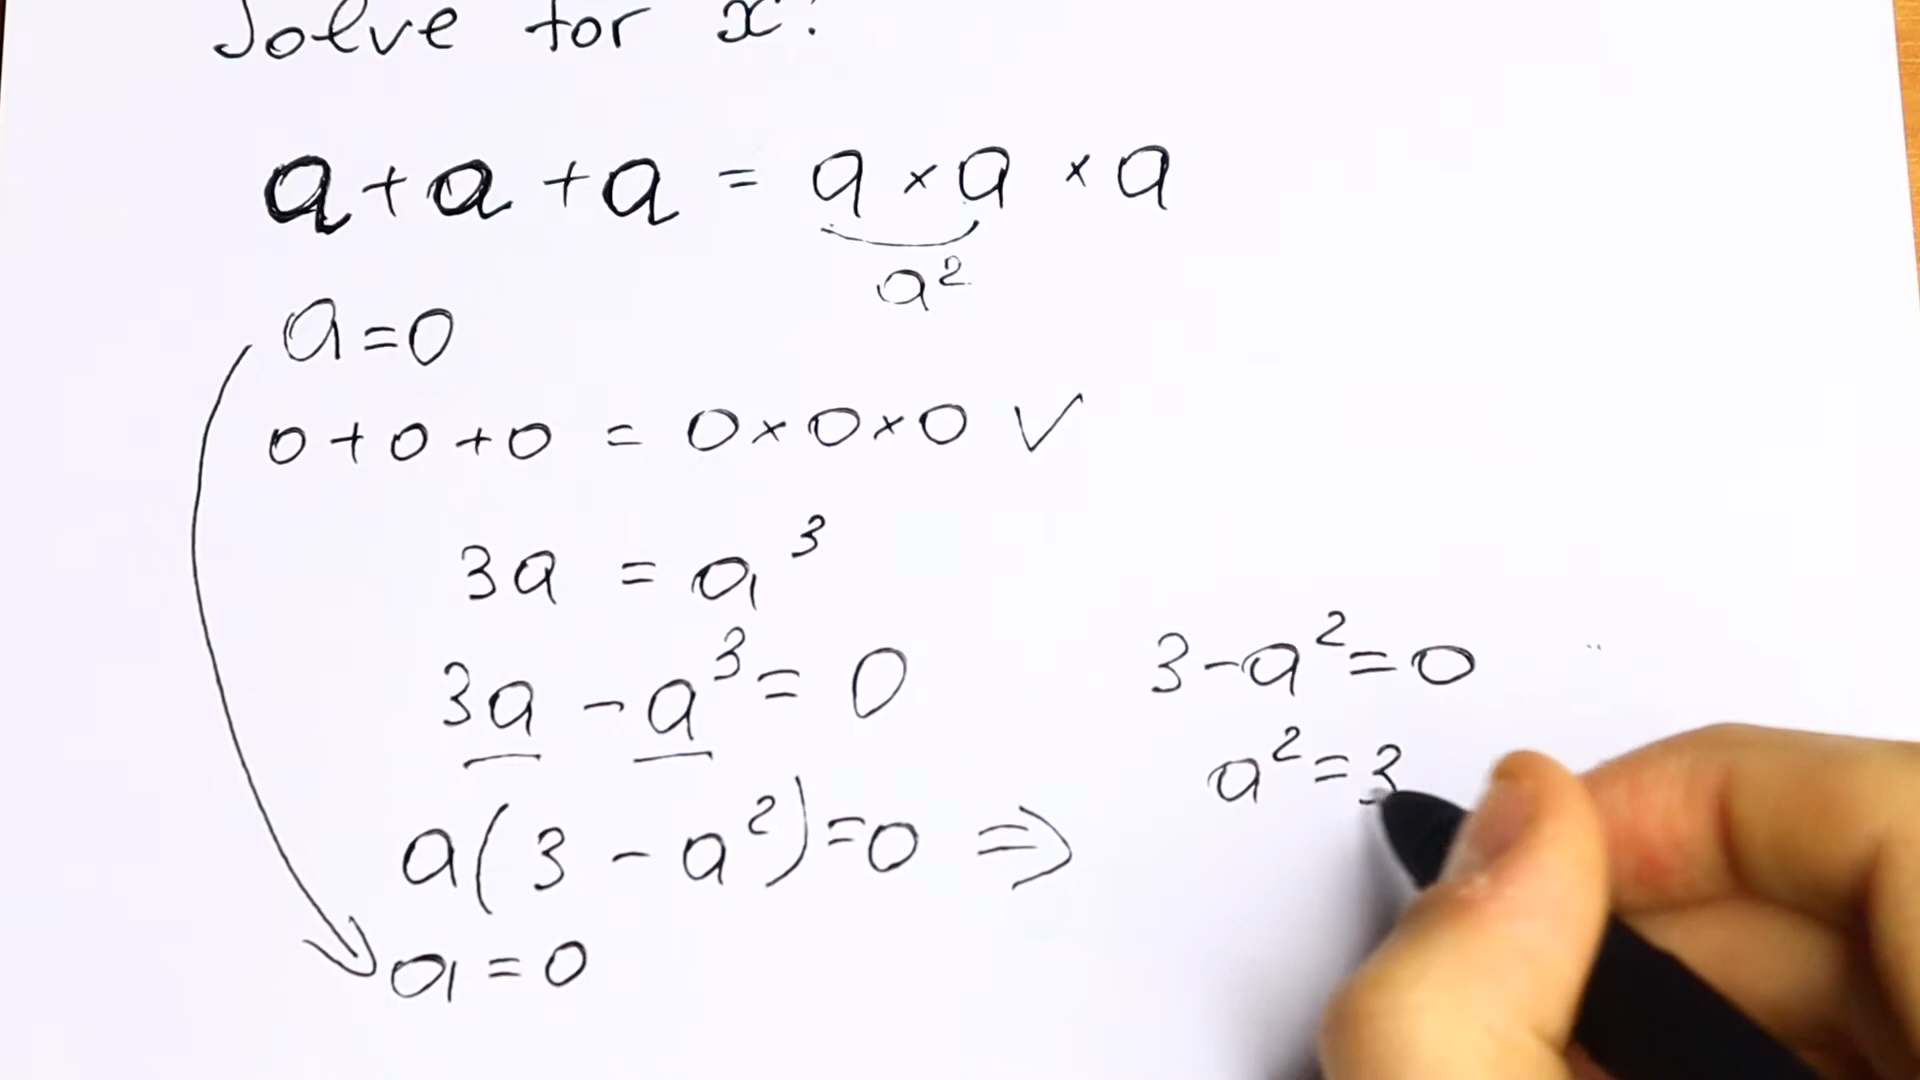 Solve for x:
a + a + a = a × a × a
a²
a = 0
0 + 0 + 0 = 0 × 0 × 0 ✓
3a = a³
3a - a³ = 0
a(3 - a²) = 0 ⇒
a = 0
3 - a² = 0
a² = 3